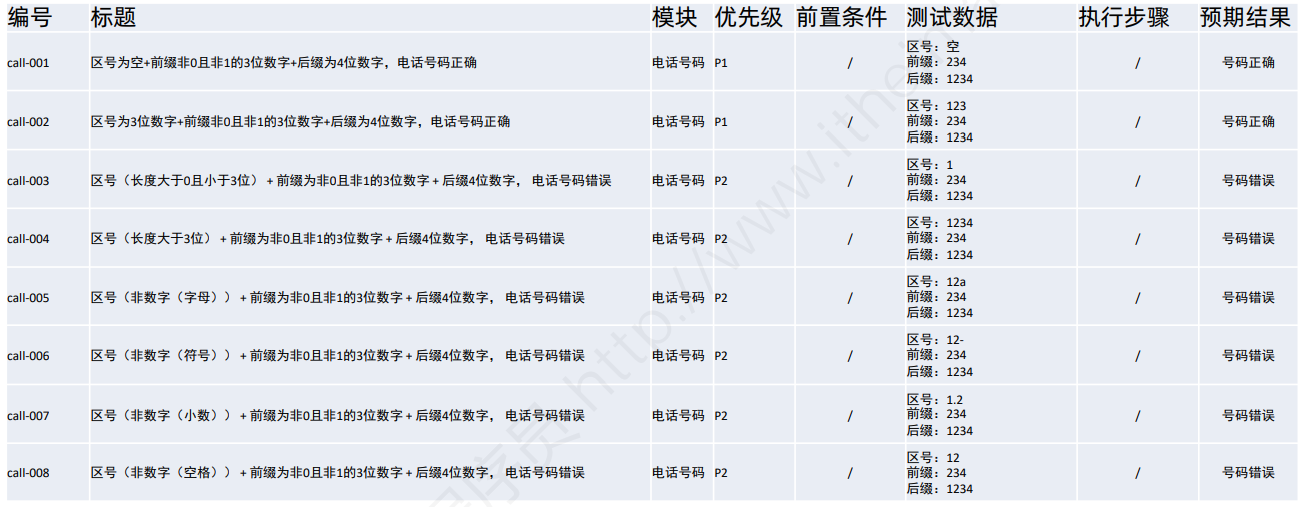 编号 标题 模块 优先级 前置条件 测试数据 执行步骤 预期结果
call-001 区号为空+前缀非0且非1的3位数字+后缀为4位数字，电话号码正确 电话号码 P1 / 区号：空 / 号码正确
前缀：234
后缀：1234
call-002 区号为3位数字+前缀非0且非1的3位数字+后缀为4位数字，电话号码正确 电话号码 P1 / 区号：123 / 号码正确
前缀：234
后缀：1234
call-003 区号（长度大于0且小于3位）+ 前缀为非0且非1的3位数字 + 后缀4位数字， 电话号码错误 电话号码 P2 / 区号：1 / 号码错误
前缀：234
后缀：1234
call-004 区号（长度大于3位）+ 前缀为非0且非1的3位数字 + 后缀4位数字， 电话号码错误 电话号码 P2 / 区号：1234 / 号码错误
前缀：234
后缀：1234
call-005 区号（非数字（字母））+ 前缀为非0且非1的3位数字 + 后缀4位数字， 电话号码错误 电话号码 P2 / 区号：12a / 号码错误
前缀：234
后缀：1234
call-006 区号（非数字（符号））+ 前缀为非0且非1的3位数字 + 后缀4位数字， 电话号码错误 电话号码 P2 / 区号：12- / 号码错误
前缀：234
后缀：1234
call-007 区号（非数字（小数））+ 前缀为非0且非1的3位数字 + 后缀4位数字， 电话号码错误 电话号码 P2 / 区号：1.2 / 号码错误
前缀：234
后缀：1234
call-008 区号（非数字（空格））+ 前缀为非0且非1的3位数字 + 后缀4位数字， 电话号码错误 电话号码 P2 / 区号：12 / 号码错误
前缀：234
后缀：1234
程序员 http://www.ithei